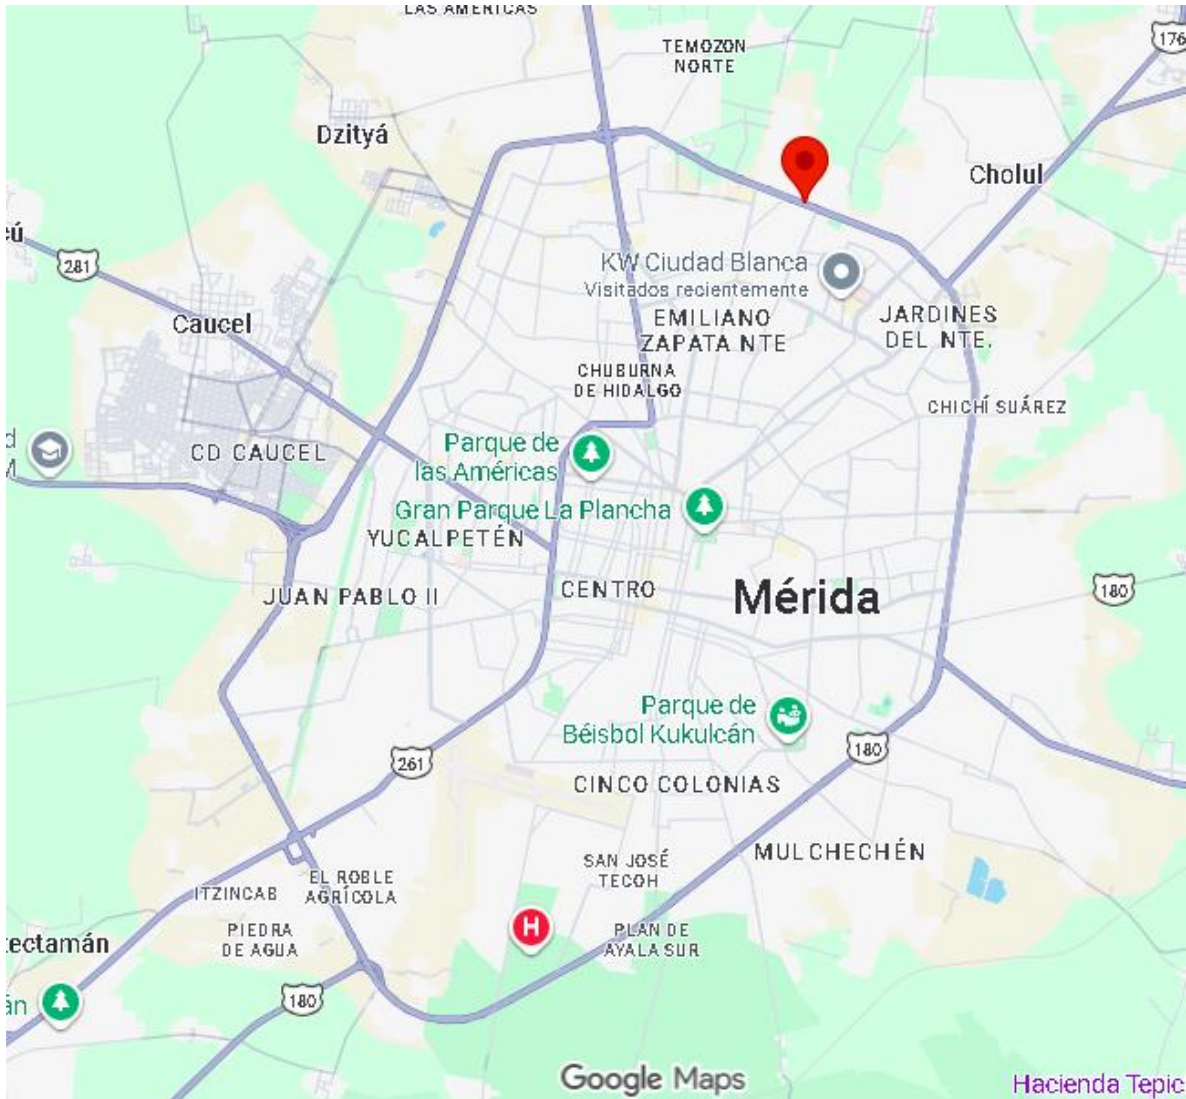 LAS AMÉRICAS
176
TEMOZON
NORTE
Dzityá
Cholul
281
KW Ciudad Blanca
Visitados recientemente
EMILIANO
ZAPATA NTE
JARDINES
DEL NTE.
Caucel
CHUBURNA
DE HIDALGO
CHICHÍ SUÁREZ
CD CAUCEL
Parque de
las Américas
Gran Parque La Plancha
YUCALPETÉN
JUAN PABLO II
CENTRO
Mérida
180
Parque de
Béisbol Kukulcán
180
261
CINCO COLONIAS
MULCHECHÉN
SAN JOSÉ
TECOH
EL ROBLE
AGRÍCOLA
ITZINCAB
PIEDRA
DE AGUA
H
PLAN DE
AYALA SUR
tectamán
180
án
Google Maps
Hacienda Tepic